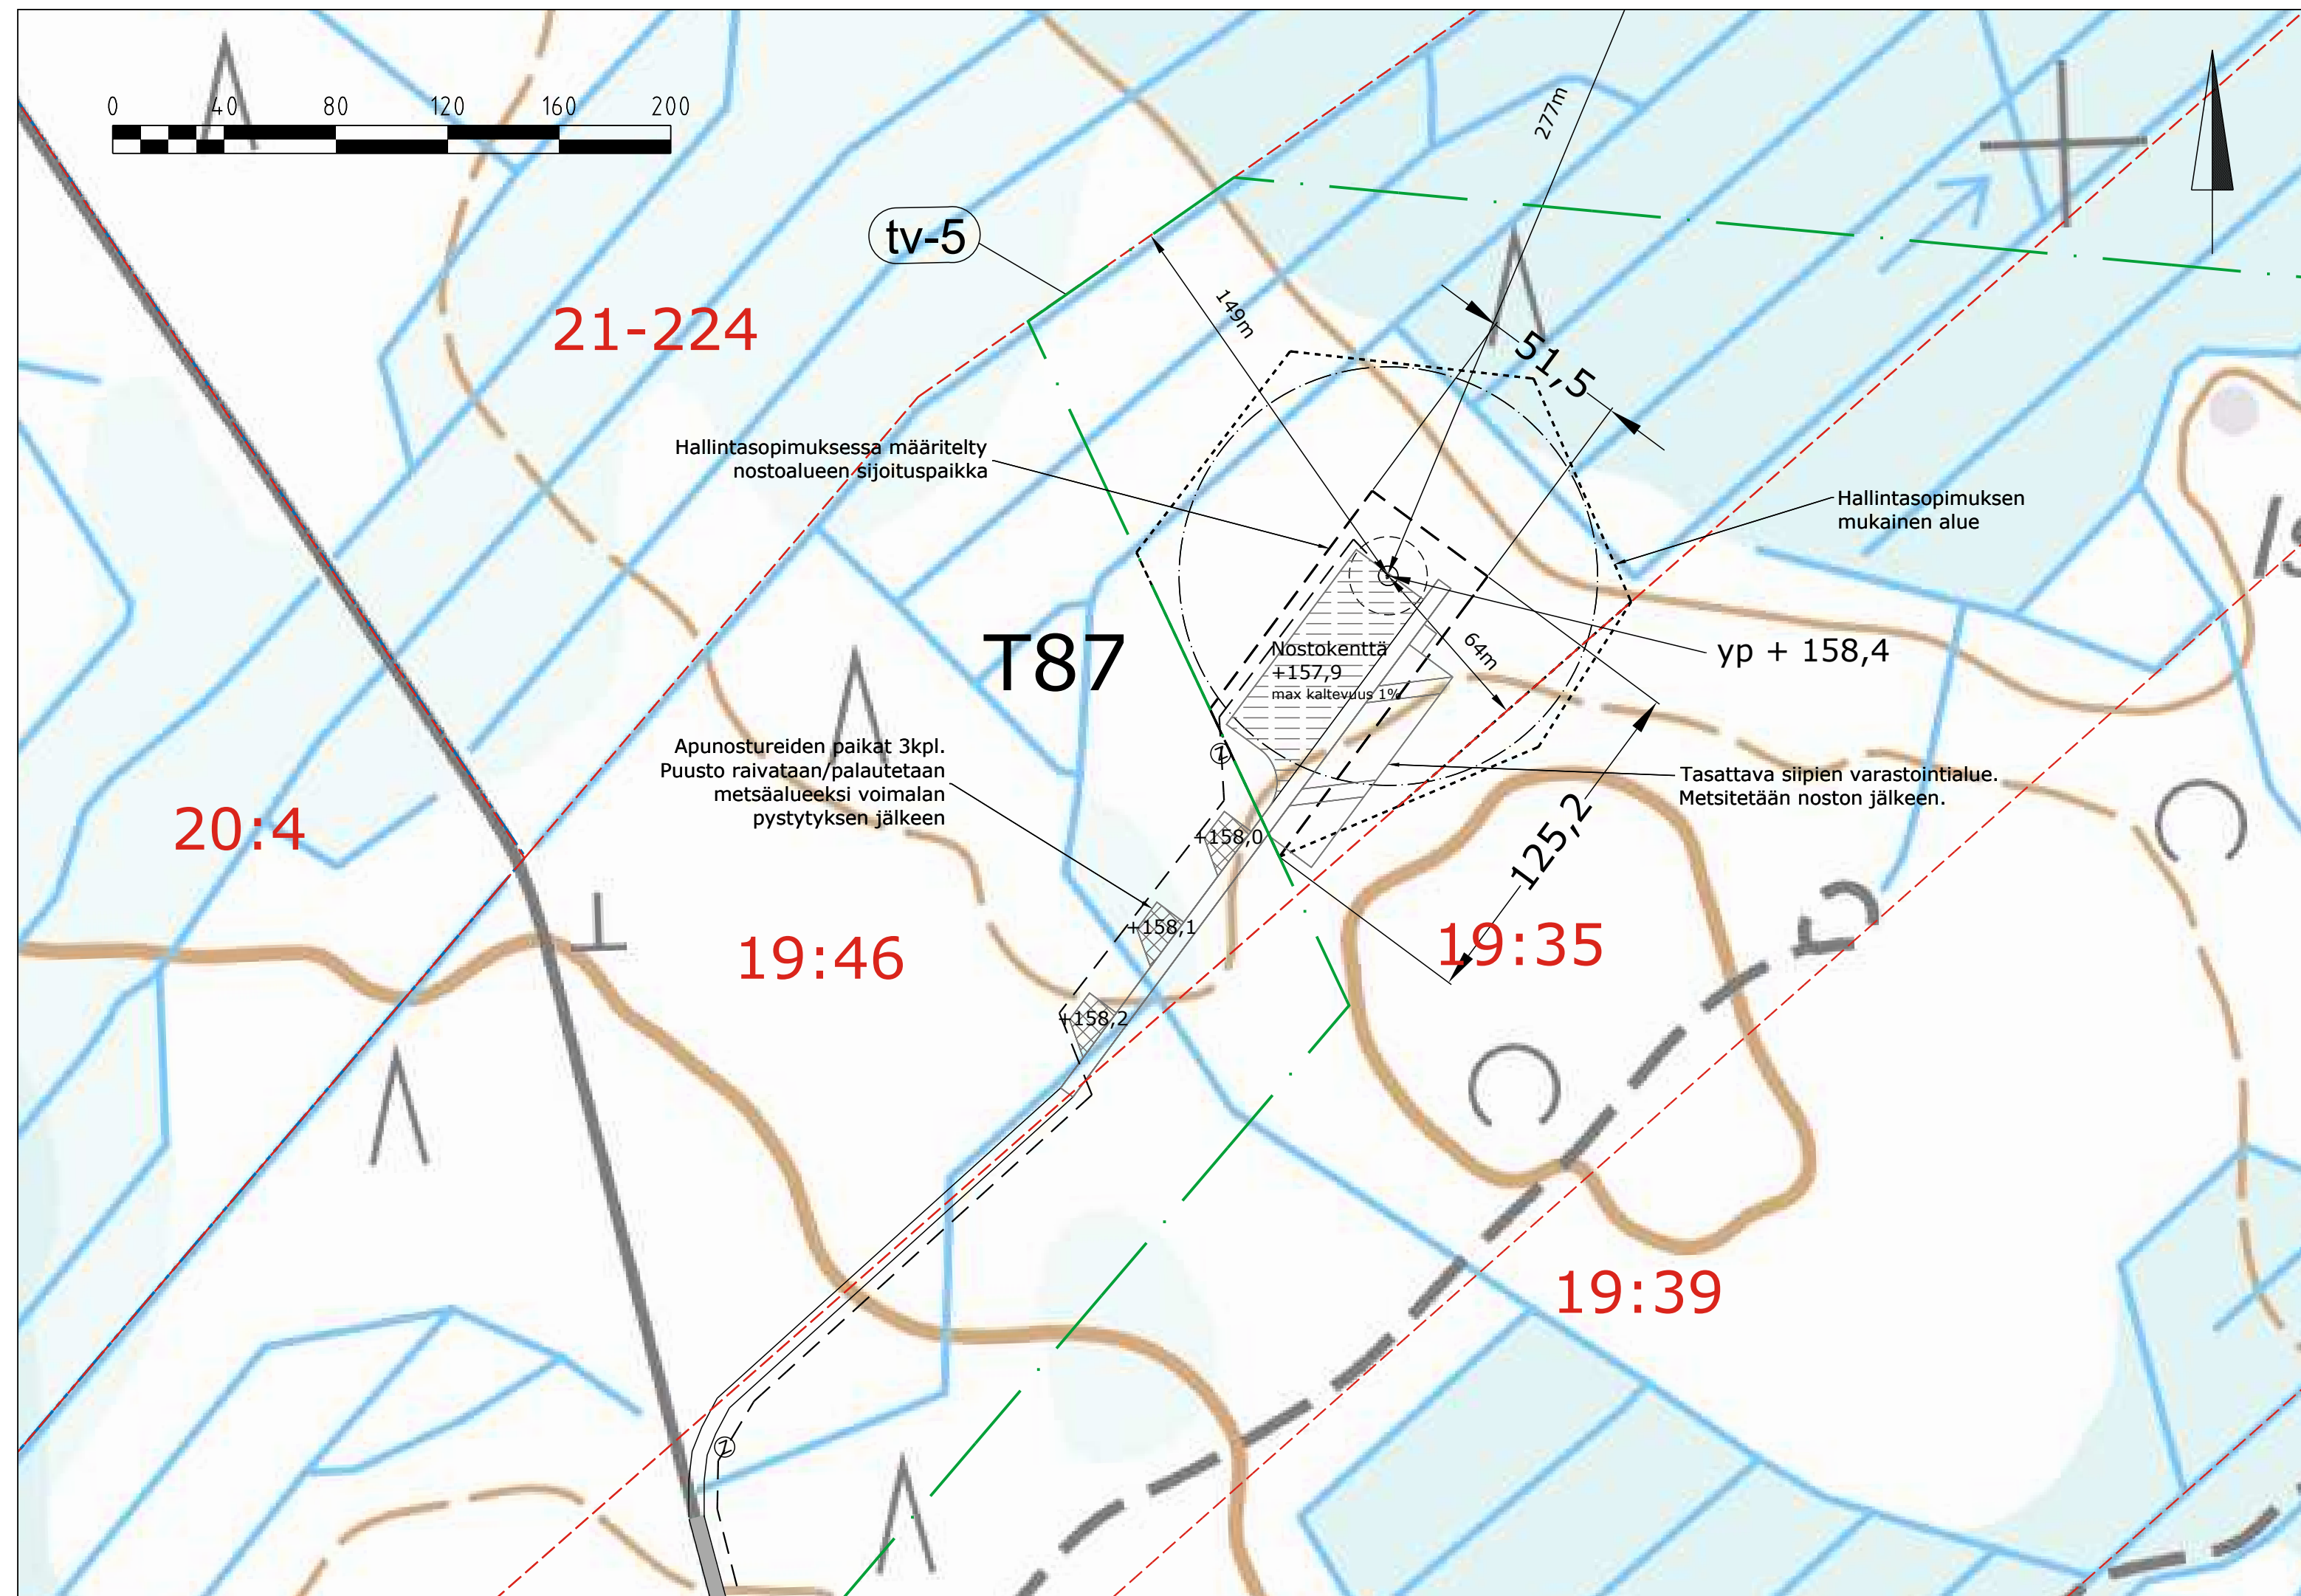 0 40 80 120 160 200
277m
tv-5
21-224
149m
51,5
Hallintasopimuksessa määritelty
nostoalueen sijoituspaikka
Hallintasopimuksen
mukainen alue
T87
Nostokenttä
+157,9
max kaltevuus 1%
64m
yp + 158,4
Apunostureiden paikat 3kpl.
Puusto raivataan/palautetaan
metsäalueeksi voimalan
pystytyksen jälkeen
Tasattava siipien varastointialue.
Metsitetään noston jälkeen.
Z
20:4
+158,0
125,2
+158,1
19:46
19:35
+158,2
19:39
Z